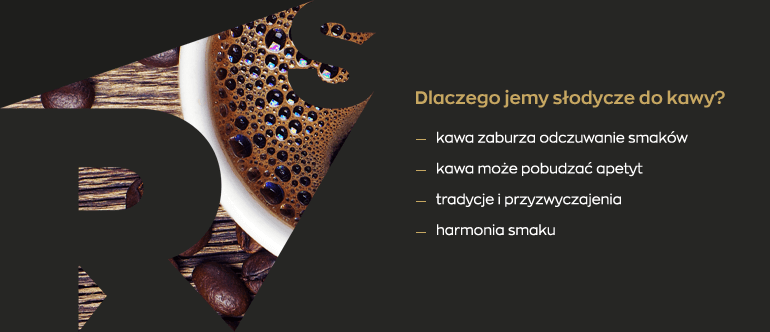 Dlaczego jemy słodycze do kawy?
— kawa zaburza odczuwanie smaków
— kawa może pobudzać apetyt
— tradycje i przyzwyczajenia
— harmonia smaku